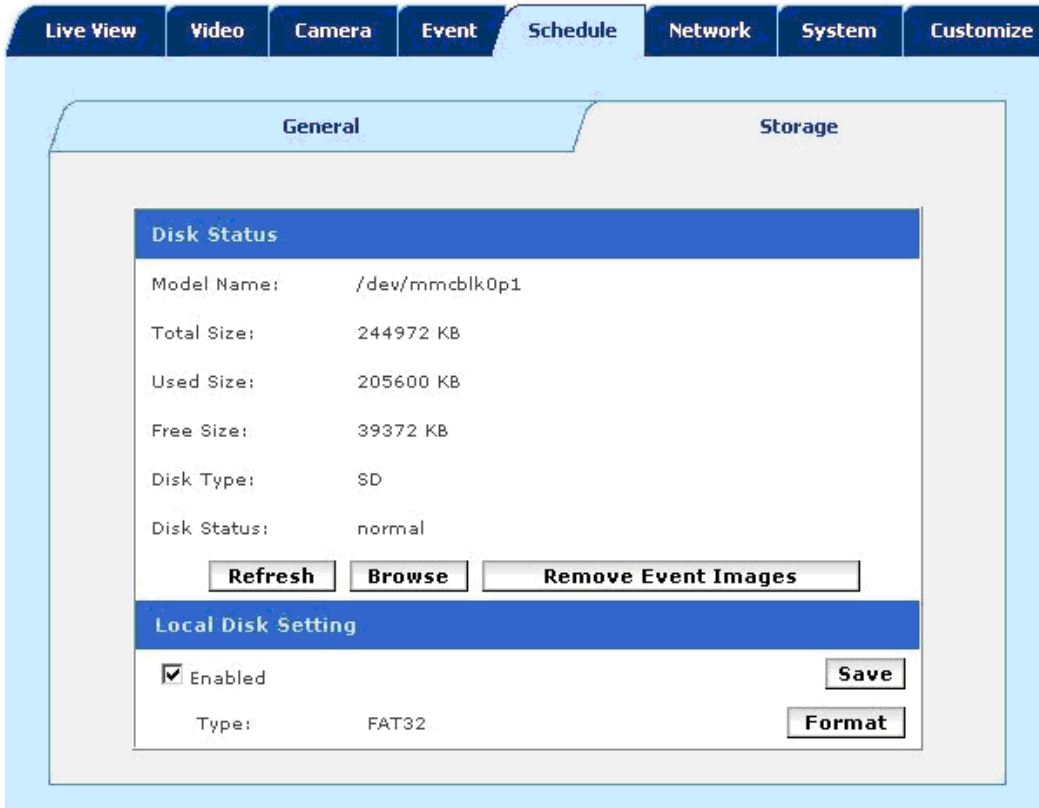 Live View Video Camera Event Schedule Network System Customize
General Storage
Disk Status
Model Name: /dev/mmcblk0p1
Total Size: 244972 KB
Used Size: 205600 KB
Free Size: 39372 KB
Disk Type: SD
Disk Status: normal
Refresh Browse Remove Event Images
Local Disk Setting
Enabled Save
Type: FAT32 Format